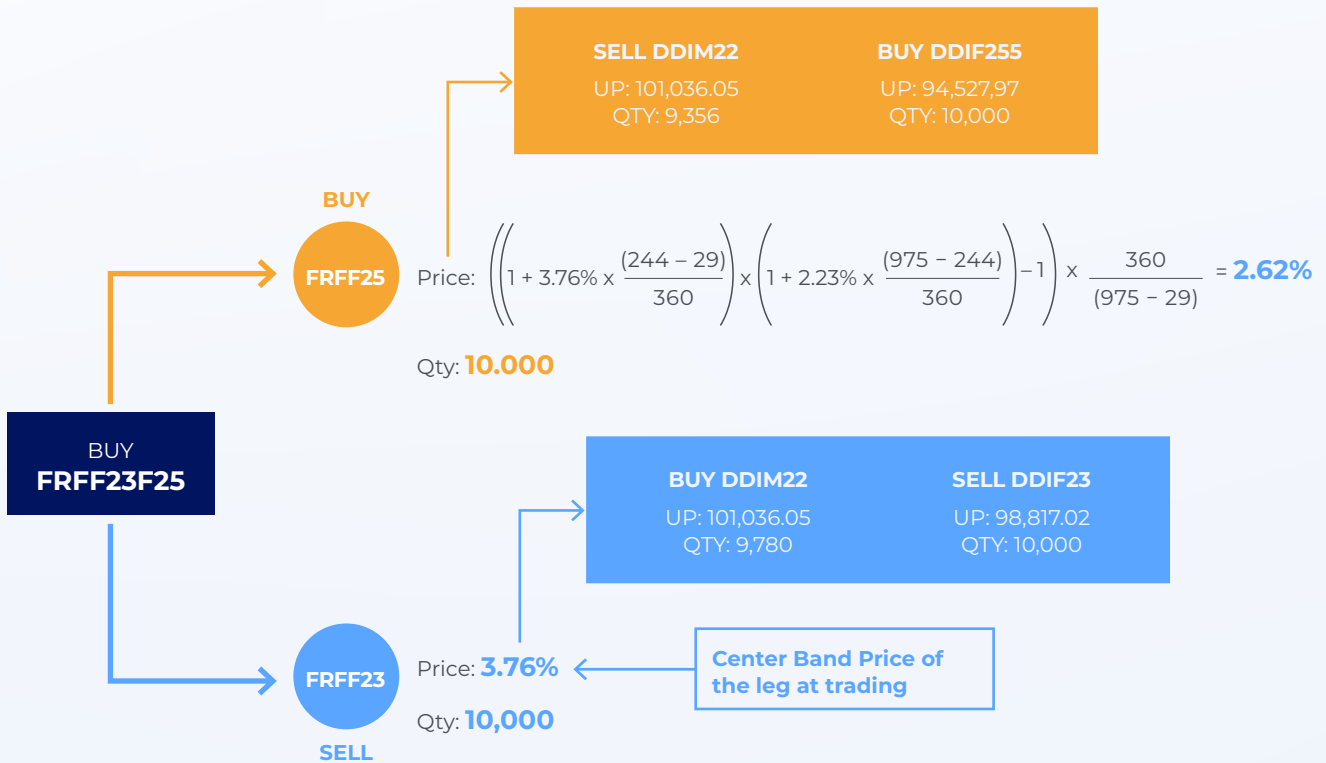 SELL DDIM22 BUY DDIF255
UP: 101,036.05 UP: 94,527,97
QTY: 9,356 QTY: 10,000
BUY
FRFF25
Price: ((1 + 3.76% x (244 – 29)/360) x (1 + 2.23% x (975 – 244)/360) – 1) x 360/(975 – 29) = 2.62%
Qty: 10.000
BUY
FRFF23F25
BUY DDIM22 SELL DDIF23
UP: 101,036.05 UP: 98,817.02
QTY: 9,780 QTY: 10,000
FRFF23
Price: 3.76%
Center Band Price of
the leg at trading
Qty: 10,000
SELL